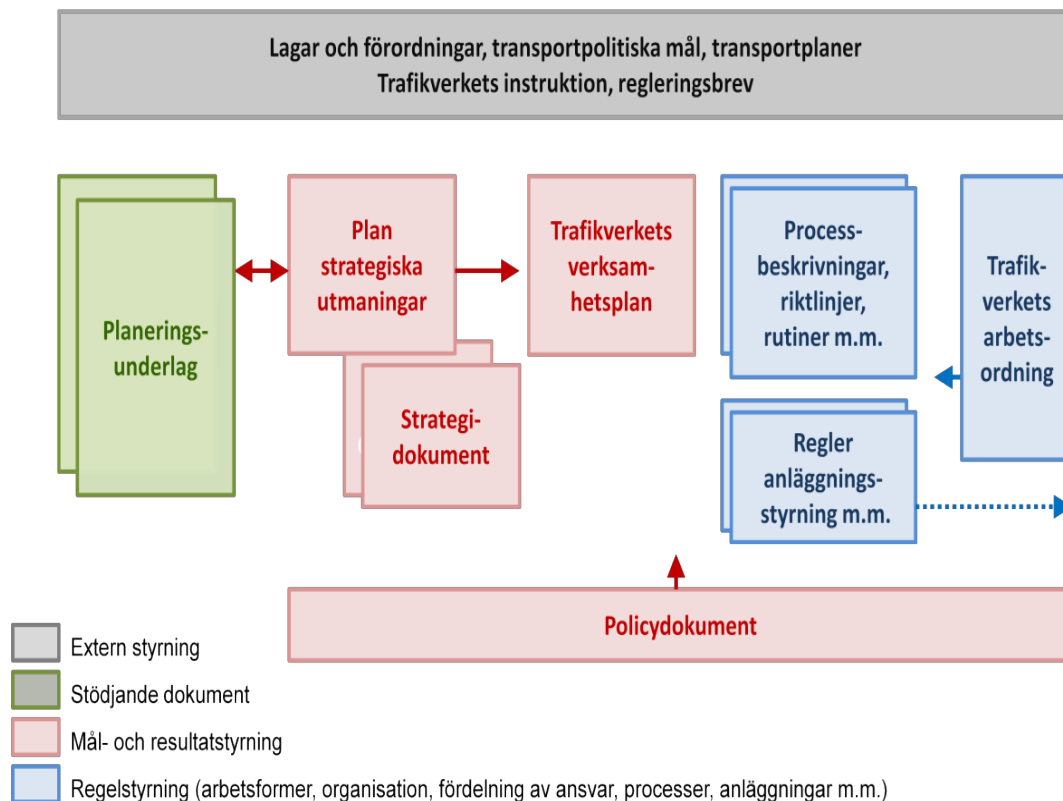 Lagar och förordningar, transportpolitiska mål, transportplaner
Trafikverkets instruktion, regleringsbrev
Planerings-
underlag
Plan
strategiska
utmaningar
Strategi-
dokument
Trafikverkets
verksam-
hetsplan
Process-
beskrivningar,
riktlinjer,
rutiner m.m.
Regler
anläggnings-
styrning m.m.
Trafik-
verkets
arbets-
ordning
Policydokument
Extern styrning
Stödjande dokument
Mål- och resultatstyrning
Regelstyrning (arbetsformer, organisation, fördelning av ansvar, processer, anläggningar m.m.)